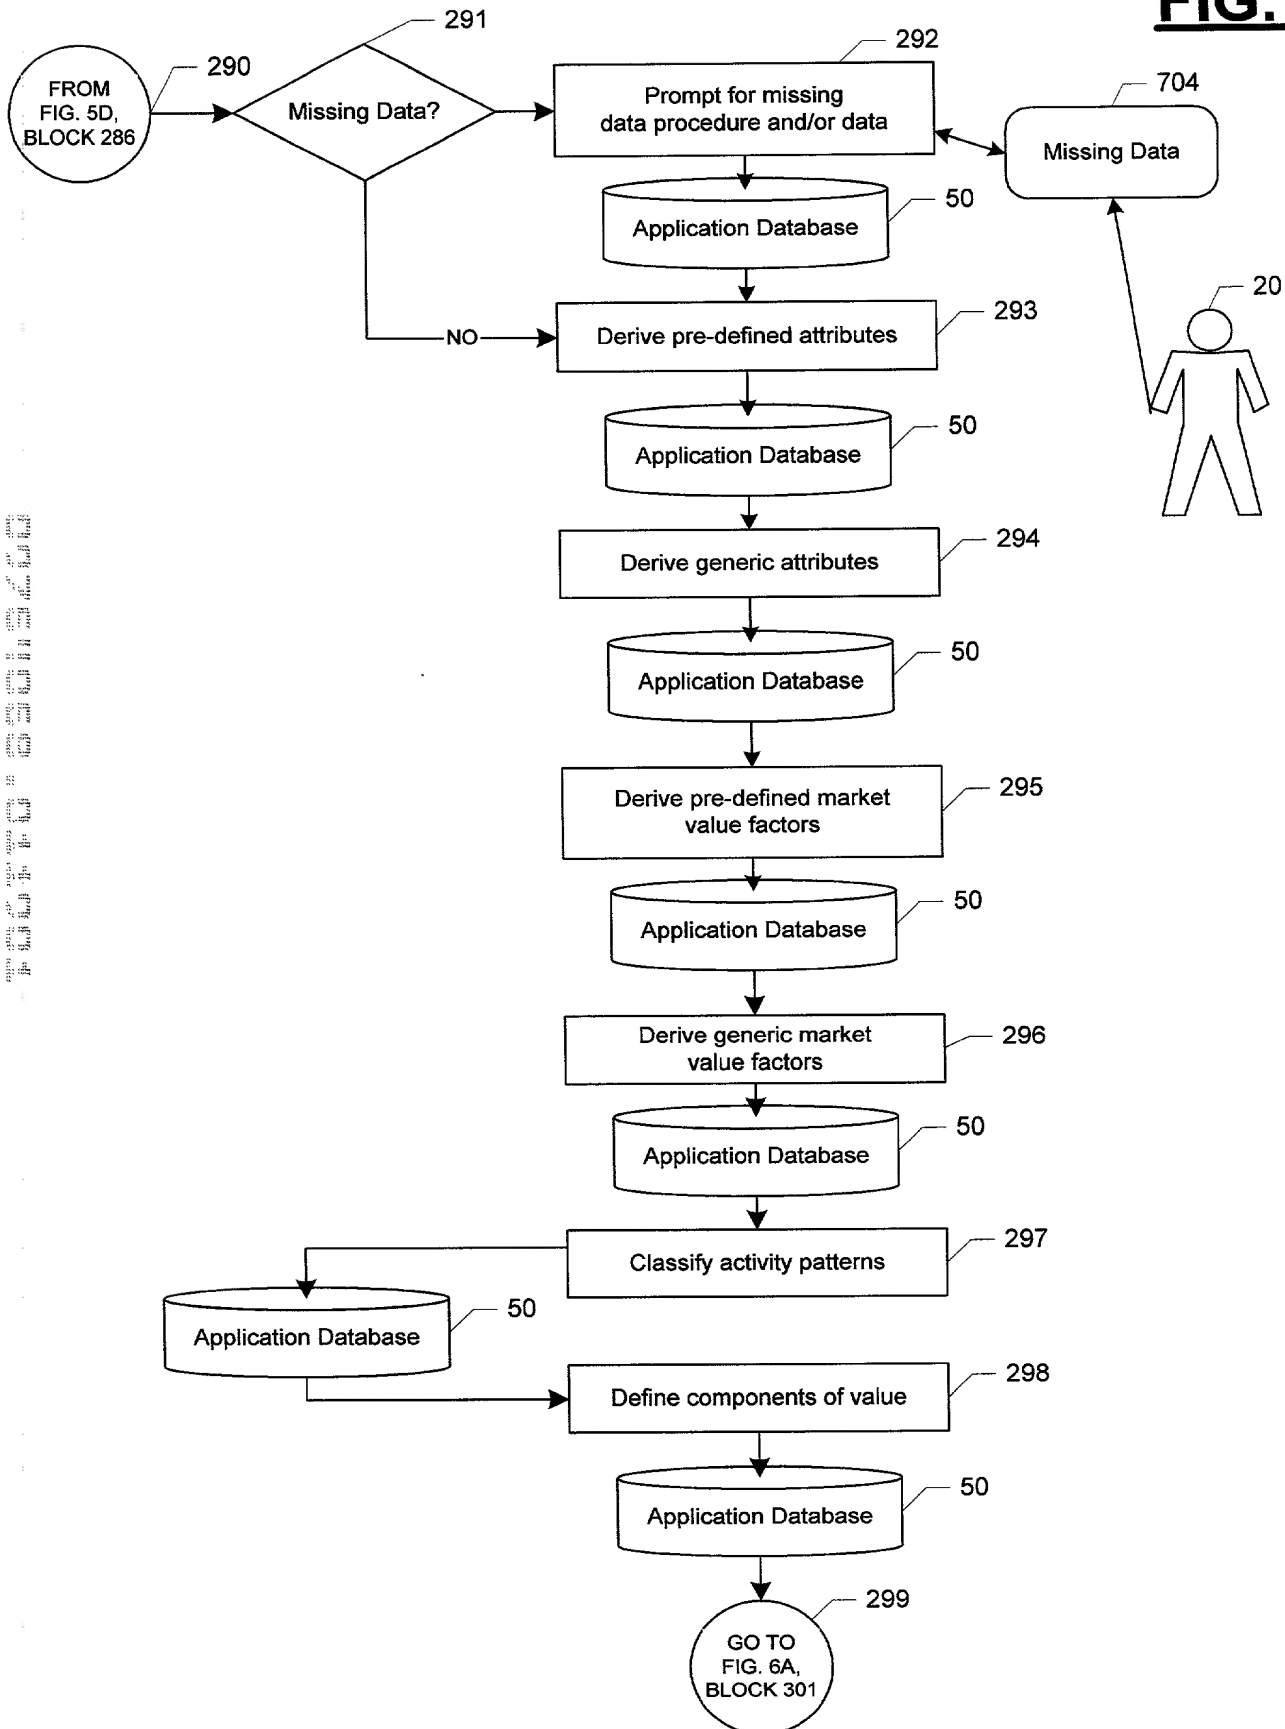 FIG.
291
290
292
704
FROM
FIG. 5D,
BLOCK 286
Missing Data?
Prompt for missing
data procedure and/or data
Missing Data
50
Application Database
20
293
NO
Derive pre-defined attributes
50
Application Database
294
Derive generic attributes
50
Application Database
295
Derive pre-defined market
value factors
50
Application Database
296
Derive generic market
value factors
50
Application Database
297
Classify activity patterns
50
Application Database
298
Define components of value
50
Application Database
299
GO TO
FIG. 6A,
BLOCK 301